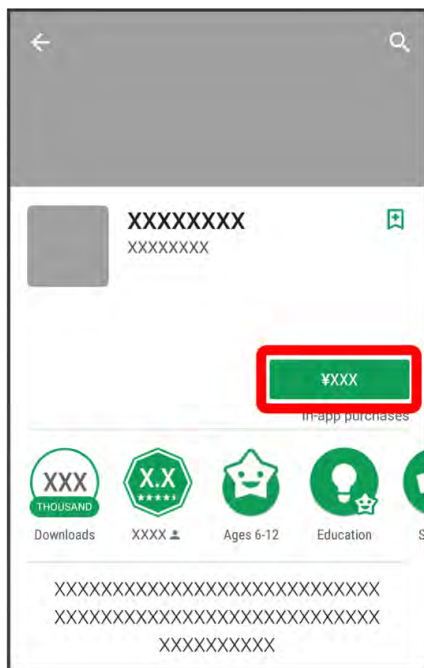 XXXXXXXX
XXXXXXXX
¥XXX
In-app purchases
XXX
THOUSAND
Downloads
X.X
XXXX
Ages 6-12
Education
S
XXXXXXXXXXXXXXXXXXXXXXXXXXXX
XXXXXXXXXXXXXXXXXXXXXXXXXXXX
XXXXXXXXXX